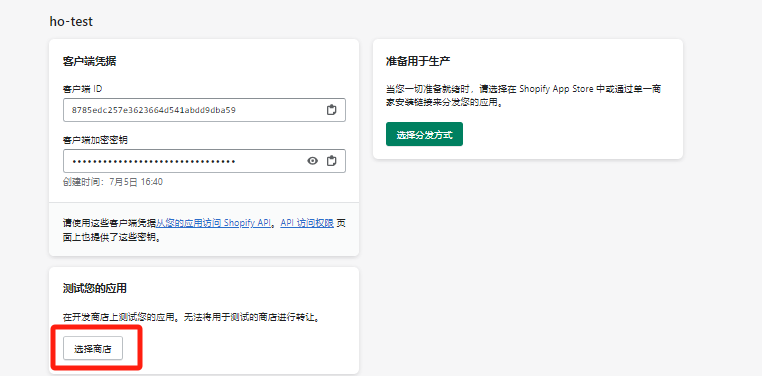 ho-test
客户端凭据
客户端 ID
8785edc257e3623664d541abdd9dba59
客户端加密密钥
••••••••••••••••••••••••••••••••
创建时间：7月5日 16:40
请使用这些客户端凭据从您的应用访问 Shopify API。API 访问权限 页
面上也提供了这些密钥。
测试您的应用
在开发商店上测试您的应用。无法将用于测试的商店进行转让。
选择商店
准备用于生产
当您一切准备就绪时，请选择在 Shopify App Store 中或通过单一商
家安装链接来分发您的应用。
选择分发方式